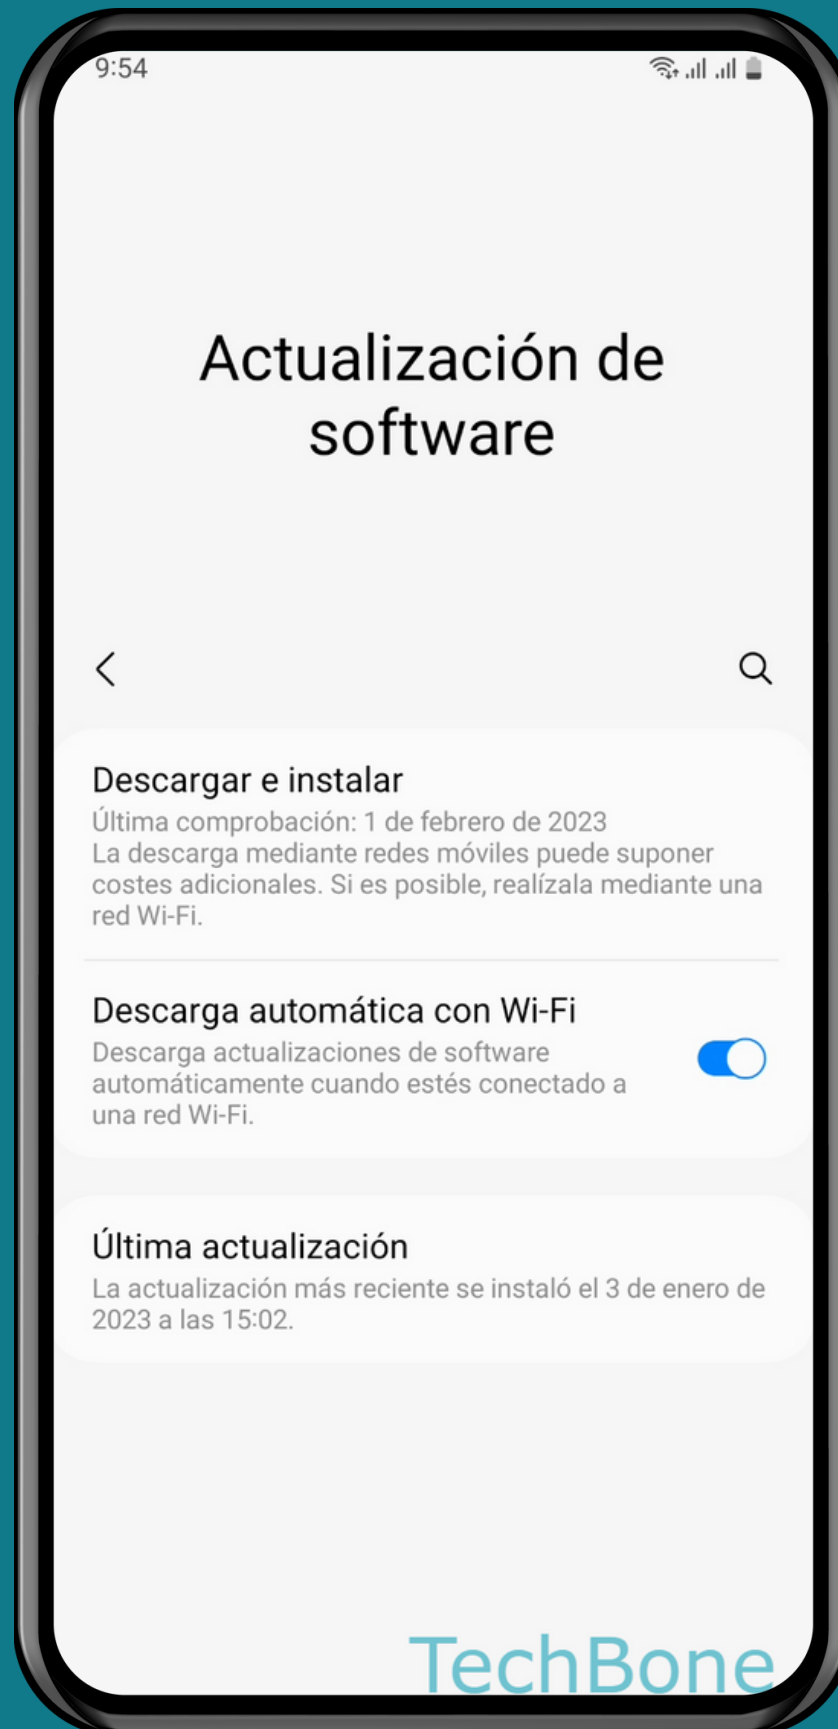 9:54
Actualización de
software
Descargar e instalar
Última comprobación: 1 de febrero de 2023
La descarga mediante redes móviles puede suponer
costes adicionales. Si es posible, realízala mediante una
red Wi-Fi.
Descarga automática con Wi-Fi
Descarga actualizaciones de software
automáticamente cuando estés conectado a
una red Wi-Fi.
Última actualización
La actualización más reciente se instaló el 3 de enero de
2023 a las 15:02.
TechBone